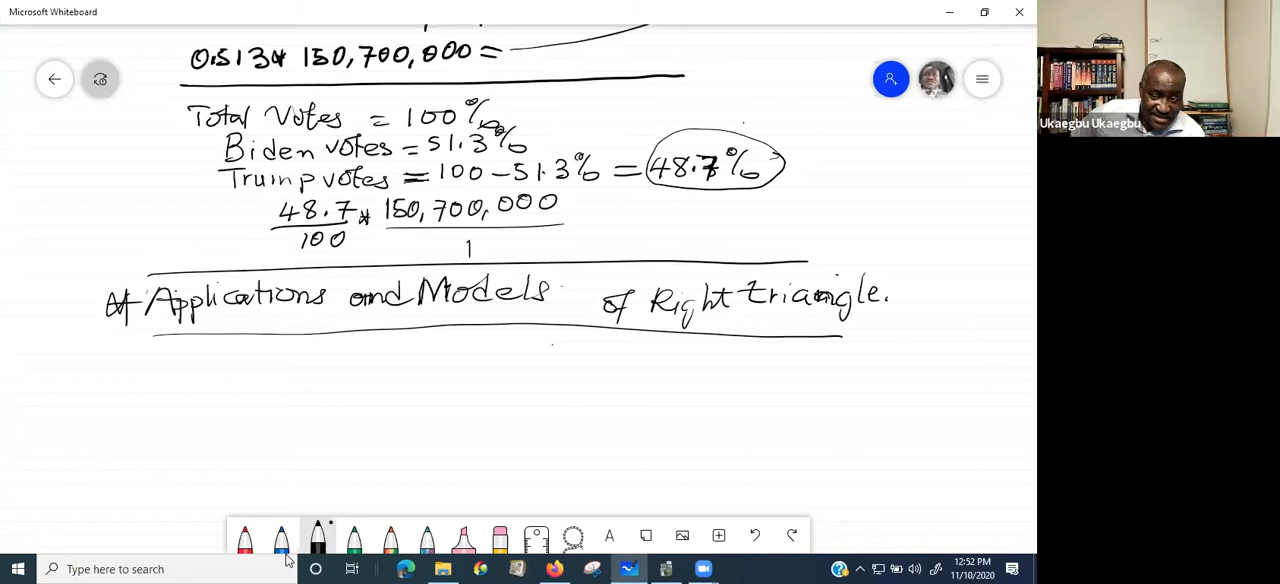 Microsoft Whiteboard
0.513* 150,700,000 =
Total Votes = 100%
Biden votes = 51.3%
Trump votes = 100 - 51.3% = 48.7%
48.7 * 150,700,000
100 1
* Applications and Models of Right triangle.
Ukaegbu Ukaegbu
A
Type here to search
12:52 PM
11/10/2020